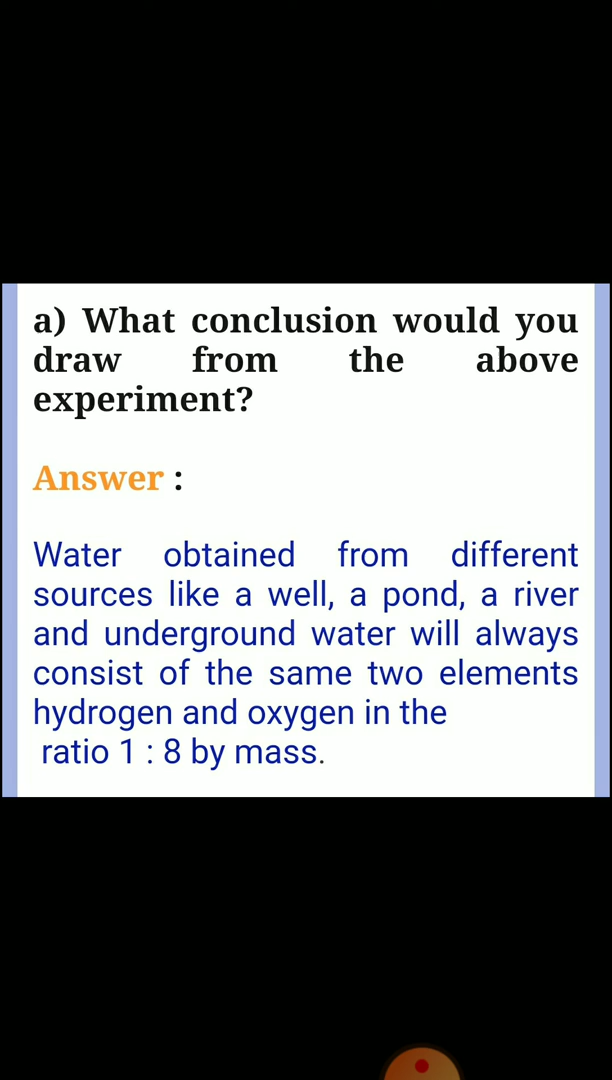 a) What conclusion would you
draw from the above
experiment?
Answer :
Water obtained from different
sources like a well, a pond, a river
and underground water will always
consist of the same two elements
hydrogen and oxygen in the
ratio 1 : 8 by mass.